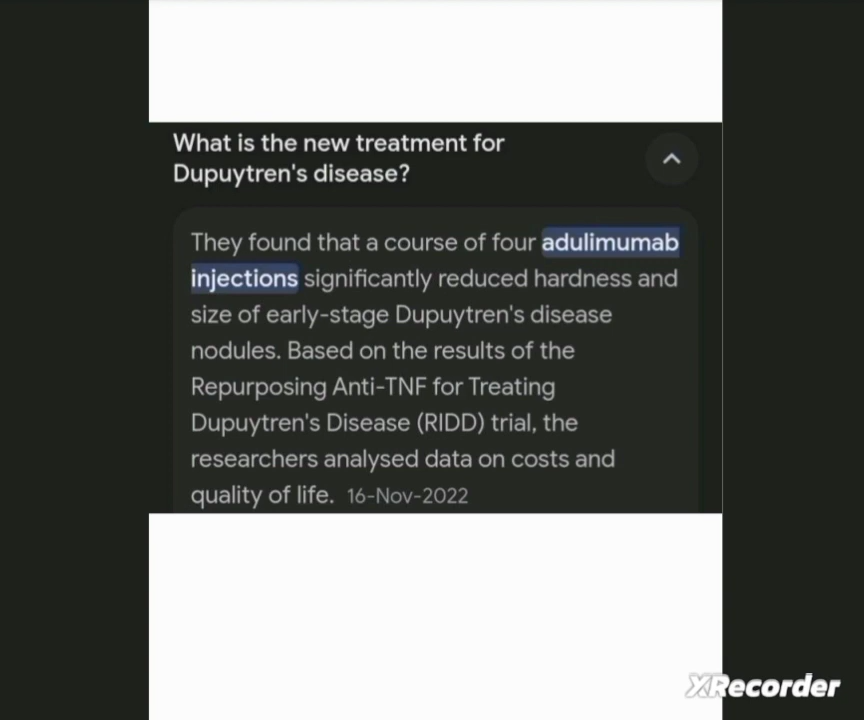 What is the new treatment for
Dupuytren's disease?
They found that a course of four adulimumab
injections significantly reduced hardness and
size of early-stage Dupuytren's disease
nodules. Based on the results of the
Repurposing Anti-TNF for Treating
Dupuytren's Disease (RIDD) trial, the
researchers analysed data on costs and
quality of life. 16-Nov-2022
XRecorder